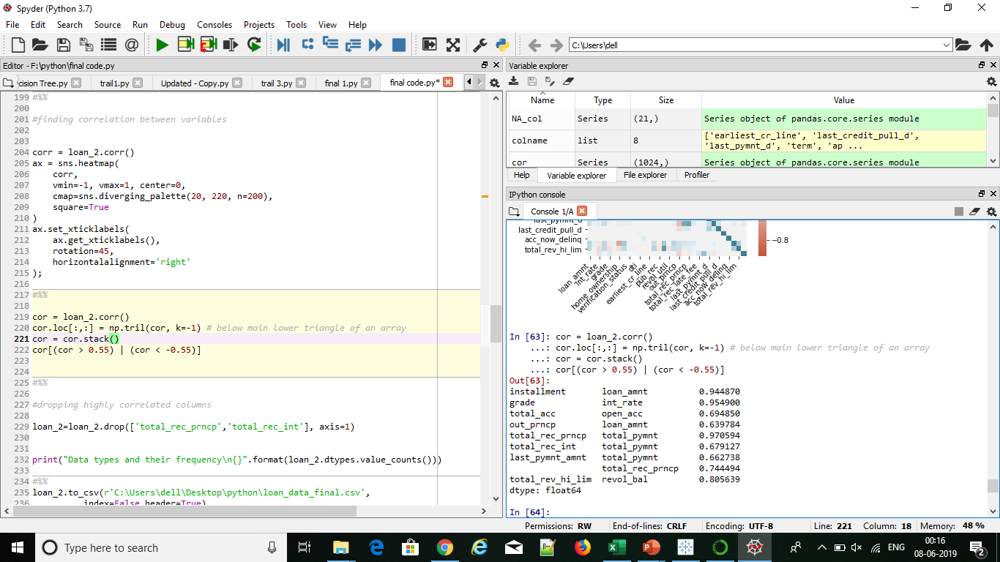 Spyder (Python 3.7)
File Edit Search Source Run Debug Consoles Projects Tools View Help
C:\Users\dell
Editor - F:\python\final code.py
cision Tree.py trail1.py Updated - Copy.py trail 3.py final 1.py final code.py*
199 #%%
200
201 #finding correlation between variables
202
203
204 corr = loan_2.corr()
205 ax = sns.heatmap(
206     corr,
207     vmin=-1, vmax=1, center=0,
208     cmap=sns.diverging_palette(20, 220, n=200),
209     square=True
210 )
211 ax.set_xticklabels(
212     ax.get_xticklabels(),
213     rotation=45,
214     horizontalalignment='right'
215 );
216
217 #%%
218
219 cor = loan_2.corr()
220 cor.loc[:,:] = np.tril(cor, k=-1) # below main lower triangle of an array
221 cor = cor.stack()
222 cor[(cor > 0.55) | (cor < -0.55)]
223
224
225 #%%
226
227 #dropping highly correlated columns
228
229 loan_2=loan_2.drop(['total_rec_prncp','total_rec_int'], axis=1)
230
231
232 print("Data types and their frequency\n{}".format(loan_2.dtypes.value_counts()))
233
234 #%%
235 loan_2.to_csv(r'C:\Users\dell\Desktop\python\loan_data_final.csv',
236 index=False,header=True)
Variable explorer
Name Type Size Value
NA_col Series (21,) Series object of pandas.core.series module
colname list 8 ['earliest_cr_line', 'last_credit_pull_d',
'last_pymnt_d', 'term', 'ap ...
cor Series (1024,) Series object of pandas.core.series module
Help Variable explorer File explorer Profiler
IPython console
Console 1/A
last_pymnt_d
last_credit_pull_d
acc_now_delinq
total_rev_hi_lim
−0.8
loan_amnt
int_rate
grade
home_ownership
verification_status
dti
earliest_cr_line
pub_rec
revol_util
out_prncp
total_rec_prncp
total_rec_late_fee
last_pymnt_d
last_credit_pull_d
acc_now_delinq
total_rev_hi_lim
In [63]: cor = loan_2.corr()
...: cor.loc[:,:] = np.tril(cor, k=-1) # below main lower triangle of an array
...: cor = cor.stack()
...: cor[(cor > 0.55) | (cor < -0.55)]
Out[63]:
installment loan_amnt 0.944870
grade int_rate 0.954900
total_acc open_acc 0.694850
out_prncp loan_amnt 0.639784
total_rec_prncp total_pymnt 0.970594
total_rec_int total_pymnt 0.679127
last_pymnt_amnt total_pymnt 0.662738
total_rec_prncp 0.744494
total_rev_hi_lim revol_bal 0.805639
dtype: float64
In [64]:
Permissions: RW End-of-lines: CRLF Encoding: UTF-8 Line: 221 Column: 18 Memory: 48 %
Type here to search
ENG
00:16
08-06-2019
2